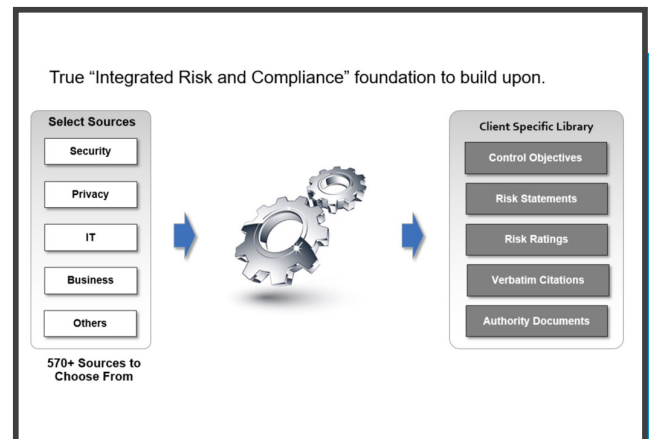 True “Integrated Risk and Compliance” foundation to build upon.
Select Sources
Security
Privacy
IT
Business
Others
570+ Sources to
Choose From
Client Specific Library
Control Objectives
Risk Statements
Risk Ratings
Verbatim Citations
Authority Documents